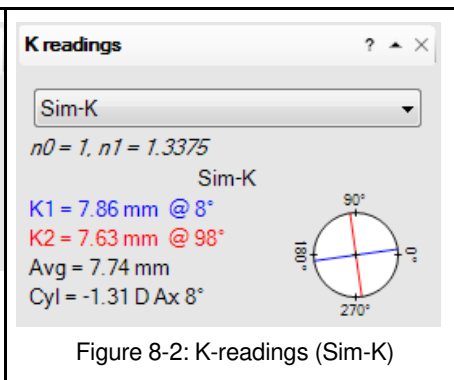 K readings ?
Sim-K
n0 = 1, n1 = 1.3375
Sim-K
K1 = 7.86 mm @ 8°
K2 = 7.63 mm @ 98°
Avg = 7.74 mm
Cyl = -1.31 D Ax 8°
90°
180°
0°
270°
Figure 8-2: K-readings (Sim-K)